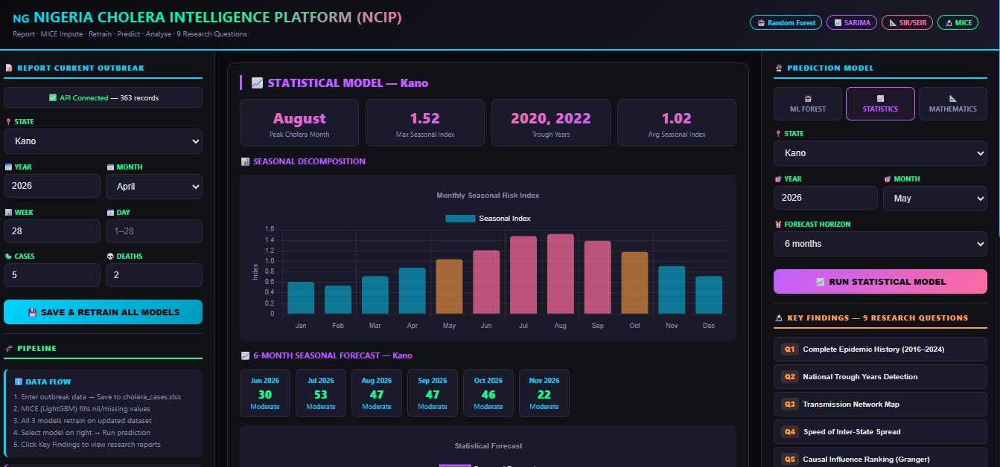 NG NIGERIA CHOLERA INTELLIGENCE PLATFORM (NCIP)
Report · MICE Impute · Retrain · Predict · Analyse · 9 Research Questions
Random Forest
SARIMA
SIR/SEIR
MICE
REPORT CURRENT OUTBREAK
API Connected — 363 records
STATE
Kano
YEAR
MONTH
2026
April
WEEK
DAY
28
1–28
CASES
DEATHS
5
2
SAVE & RETRAIN ALL MODELS
PIPELINE
DATA FLOW
1. Enter outbreak data → Save to cholera_cases.xlsx
2. MICE (LightGBM) fills nil/missing values
3. All 3 models retrain on updated dataset
4. Select model on right → Run prediction
5. Click Key Findings to view research reports
STATISTICAL MODEL — Kano
August
Peak Cholera Month
1.52
Max Seasonal Index
2020, 2022
Trough Years
1.02
Avg Seasonal Index
SEASONAL DECOMPOSITION
Monthly Seasonal Risk Index
Seasonal Index
Index
1.6
1.4
1.2
1.0
0.8
0.6
0.4
0.2
0
Jan Feb Mar Apr May Jun Jul Aug Sep Oct Nov Dec
6-MONTH SEASONAL FORECAST — Kano
Jun 2026
30
Moderate
Jul 2026
53
Moderate
Aug 2026
47
Moderate
Sep 2026
47
Moderate
Oct 2026
46
Moderate
Nov 2026
22
Moderate
Statistical Forecast
PREDICTION MODEL
ML FOREST
STATISTICS
MATHEMATICS
STATE
Kano
YEAR
MONTH
2026
May
FORECAST HORIZON
6 months
RUN STATISTICAL MODEL
KEY FINDINGS — 9 RESEARCH QUESTIONS
Q1 Complete Epidemic History (2016–2024)
Q2 National Trough Years Detection
Q3 Transmission Network Map
Q4 Speed of Inter-State Spread
Q5 Causal Influence Ranking (Granger)